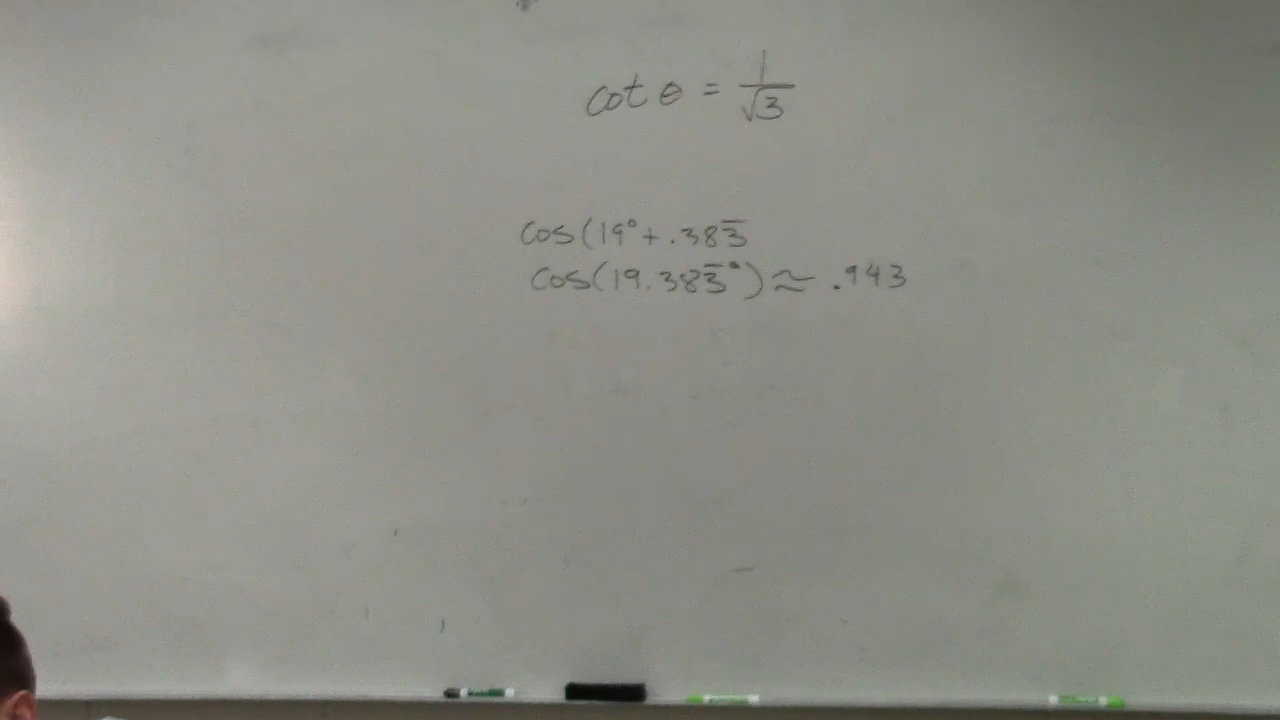 cot θ = 1/√3
cos(19° + .383̅
cos(19.383̅°) ≈ .943